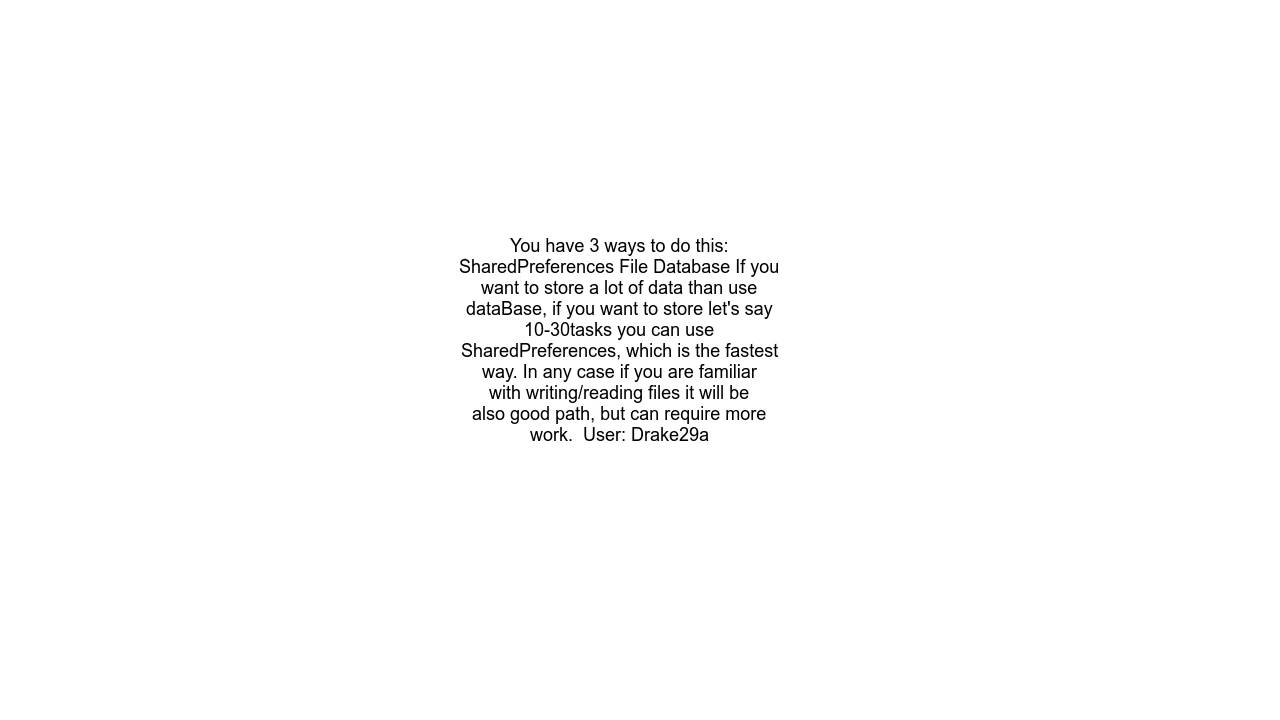 You have 3 ways to do this:
SharedPreferences File Database If you
want to store a lot of data than use
dataBase, if you want to store let's say
10-30tasks you can use
SharedPreferences, which is the fastest
way. In any case if you are familiar
with writing/reading files it will be
also good path, but can require more
work.  User: Drake29a